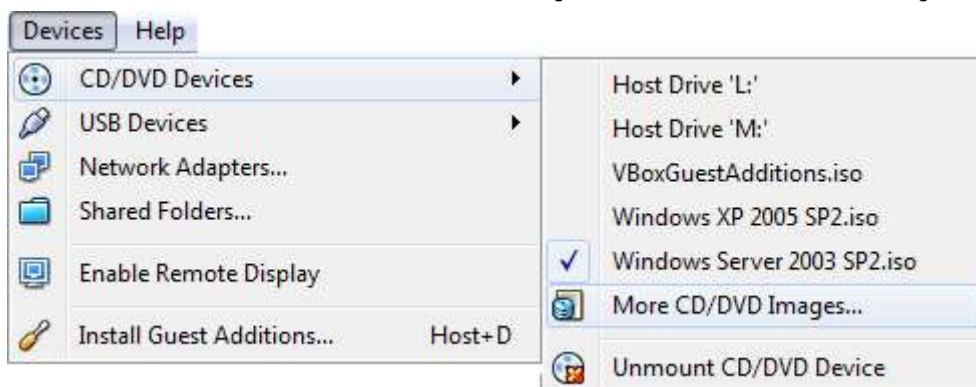 Devices Help
CD/DVD Devices
USB Devices
Network Adapters...
Shared Folders...
Enable Remote Display
Install Guest Additions... Host+D
Host Drive 'L:'
Host Drive 'M:'
VBoxGuestAdditions.iso
Windows XP 2005 SP2.iso
Windows Server 2003 SP2.iso
More CD/DVD Images...
Unmount CD/DVD Device